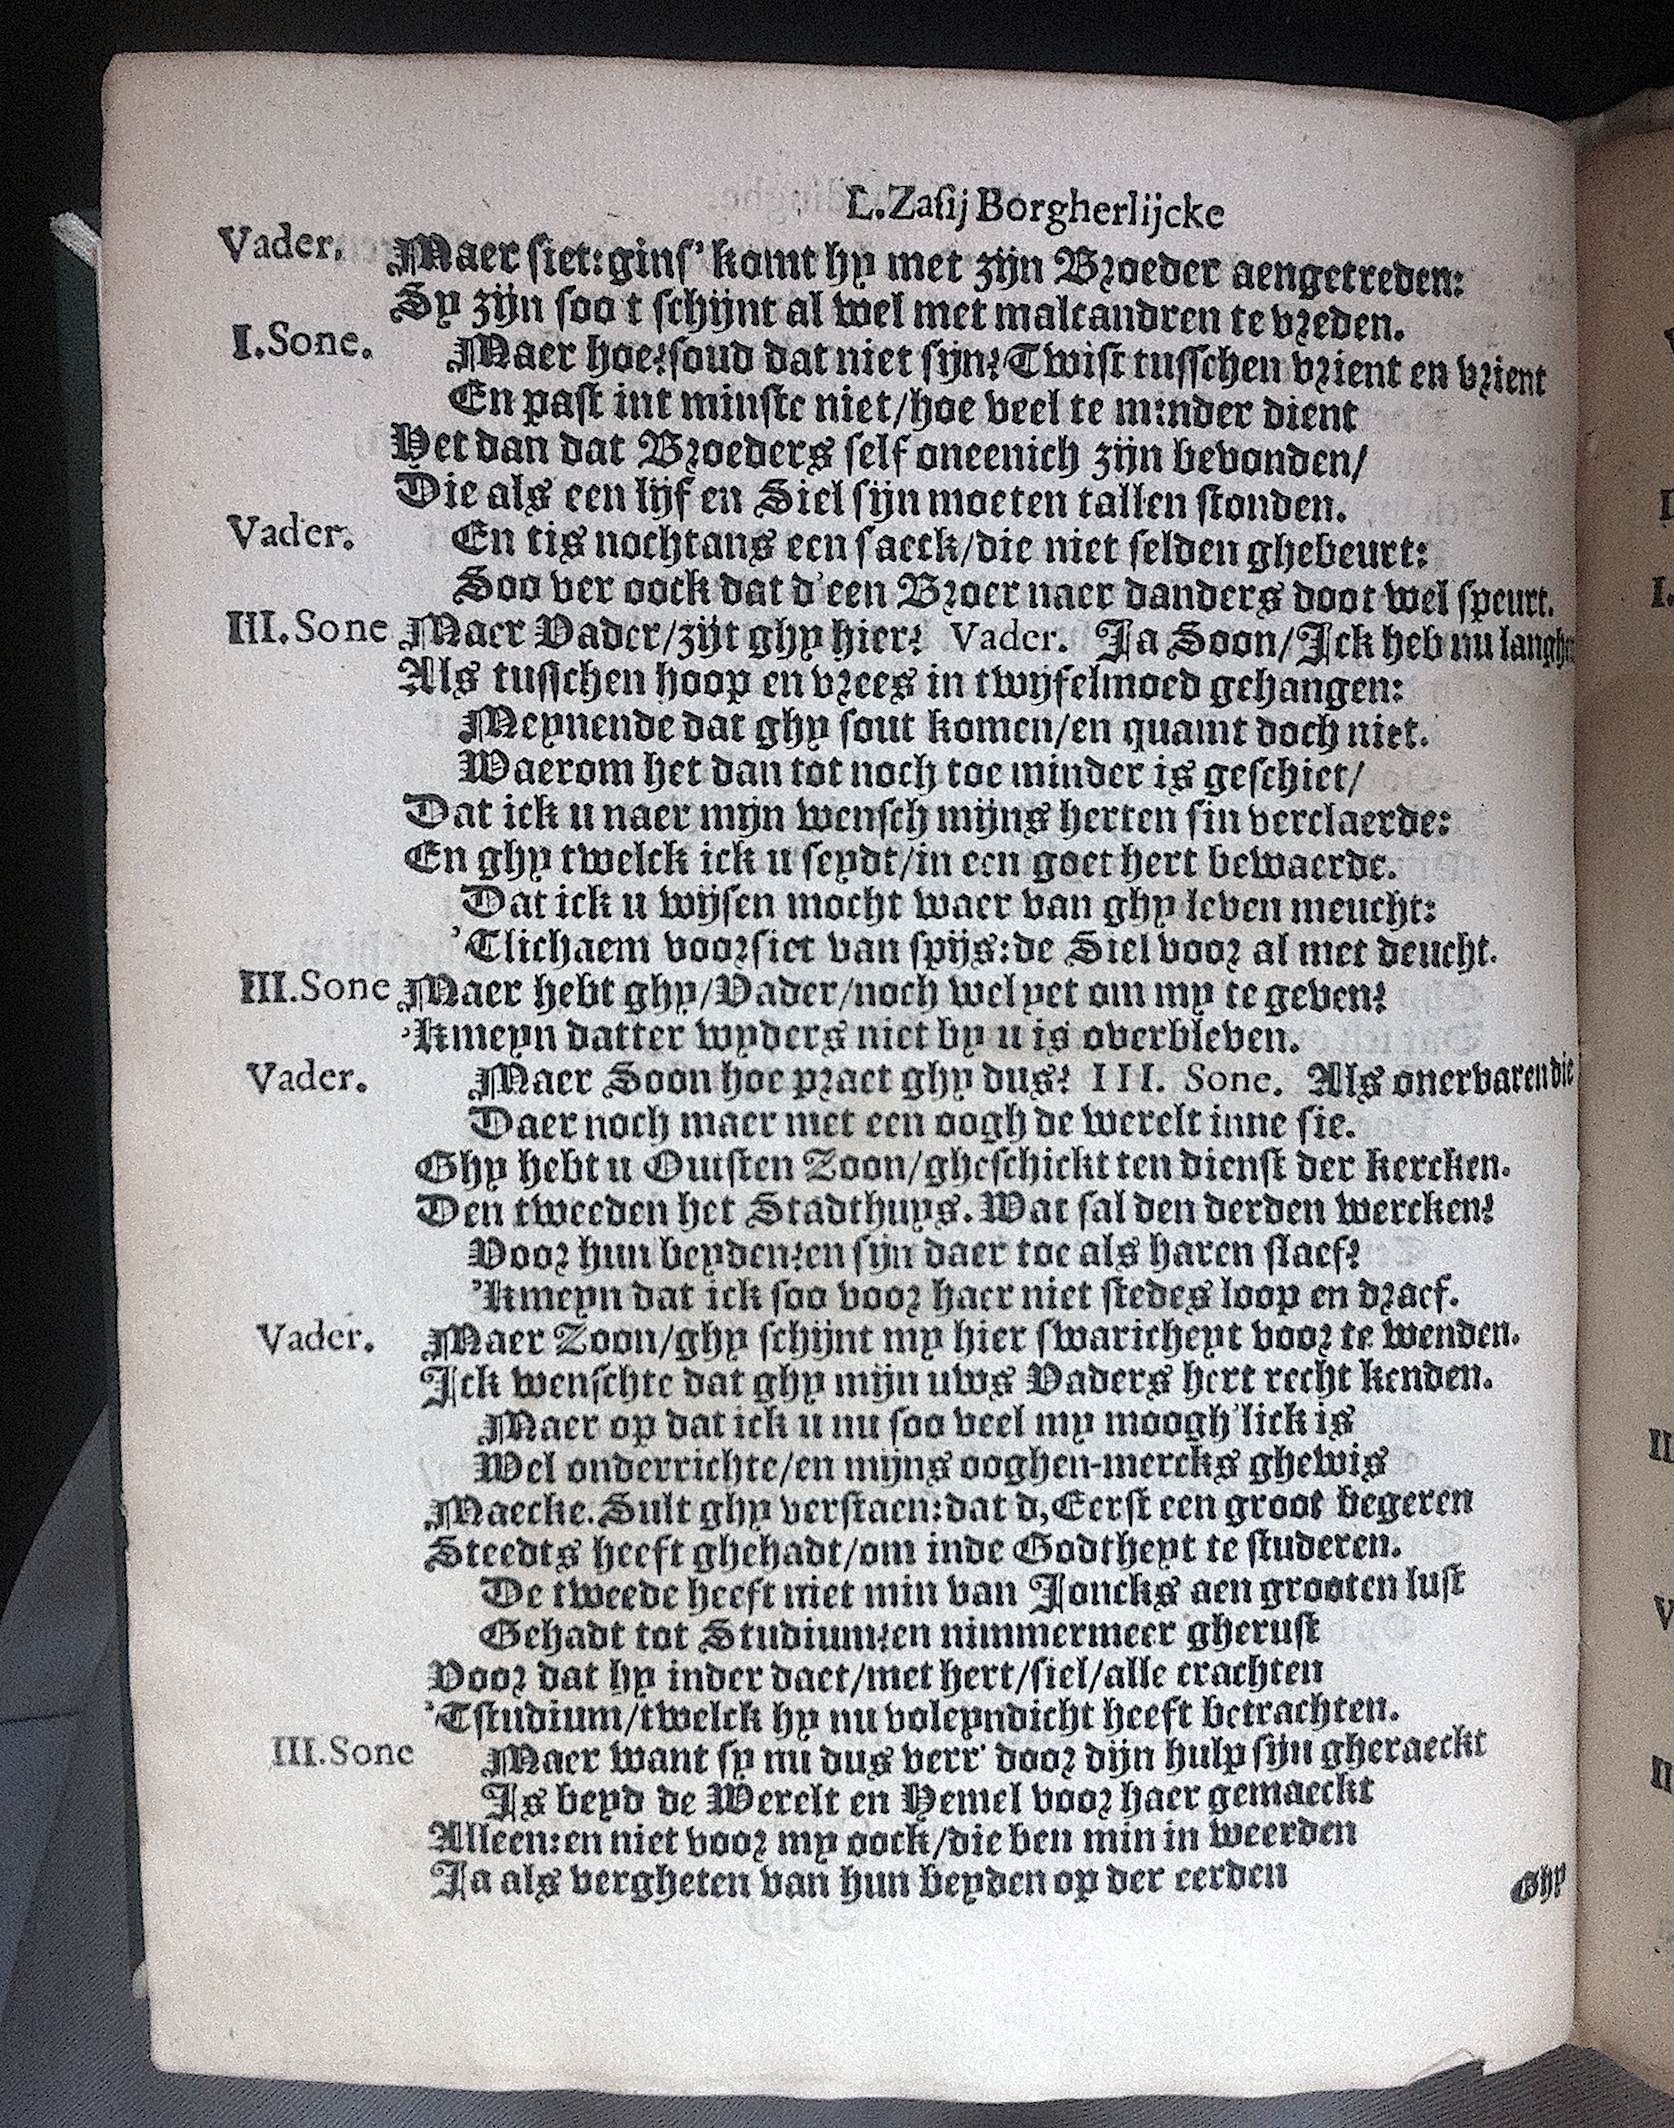 L.Zasij Borgherlijcke
Vader. Maer siet:gins' komt hy met zijn Broeder aengetreden:
Sy zijn soo t schijnt al wel met malcandren te vreden.
I.Sone. Maer hoe?soud dat niet sijn?Twist tusschen vrient en vrient
En past int minste niet/hoe veel te minder dient
Het dan dat Broeders self oneenich zijn bevonden/
Die als een lijf en Siel sijn moeten tallen stonden.
Vader. En tis nochtans een saeck/die niet selden ghebeurt:
Soo ver oock dat d'een Broer naer danders doot wel speurt.
III.Sone Maer Vader/zijt ghy hier? Vader. Ja Soon/Ick heb nu langhe
Als tusschen hoop en vrees in twijfelmoed gehangen:
Meynende dat ghy sout komen/en quamt doch niet.
Waerom het dan tot noch toe minder is geschiet/
Dat ick u naer mijn wensch mijns herten sin verclaerde:
En ghy twelck ick u seydt/in een goet hert bewaerde.
Dat ick u wijsen mocht waer van ghy leven meucht:
'Tlichaem voorsiet van spijs:de Siel voor al met deucht.
III.Sone Maer hebt ghy/Vader/noch wel yet om my te geven?
'Kmeyn datter wyders niet by u is overbleven.
Vader. Maer Soon hoe praet ghy dus? III. Sone. Als onervaren die
Daer noch maer met een oogh de werelt inne sie.
Ghy hebt u Outsten Zoon/gheschickt ten dienst der kercken.
Den tweeden het Stadthuys. Wat sal den derden wercken?
Voor hun beyden?en sijn daer toe als haren slaef?
'Kmeyn dat ick soo voor haer niet stedes loop en draef.
Vader. Maer Zoon/ghy schijnt my hier swaricheyt voor te wenden.
Ick wenschte dat ghy mijn uws Vaders hert recht kenden.
Maer op dat ick u nu soo veel my moogh'lick is
Wel onderrichte/en mijns ooghen-mercks ghewis
Maecke. Sult ghy verstaen:dat d,Eerst een groot begeren
Steedts heeft ghehadt/om inde Godtheyt te studeren.
De tweede heeft niet min van Joncks aen grooten lust
Gehadt tot Studium?en nimmermeer gherust
Voor dat hy inder daet/met hert/siel/alle crachten
'Tstudium/twelck hy nu voleyndicht heeft betrachten.
III.Sone Maer want sy nu dus verr' door dijn hulp sijn gheraeckt
Is beyd de Werelt en Hemel voor haer gemaeckt
Alleen:en niet voor my oock/die ben min in weerden
Ja als vergheten van hun beyden op der eerden
Ghy